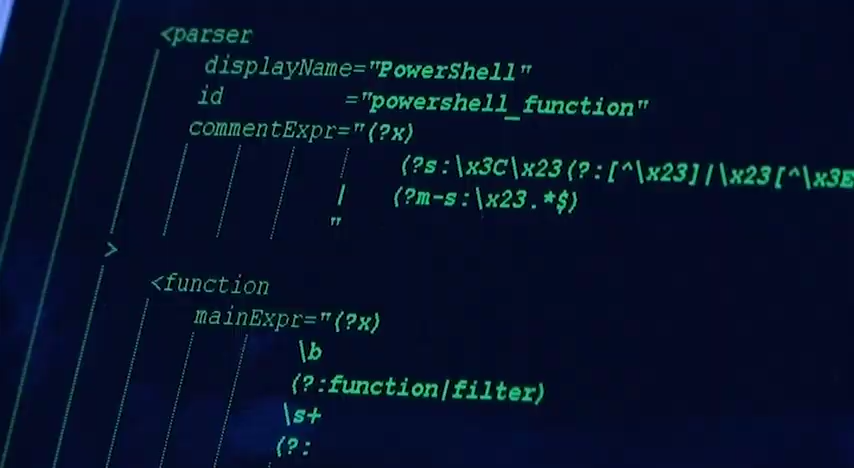 <parser
displayName="PowerShell"
id ="powershell_function"
commentExpr="(?x)
(?s:\x3C\x23(?:[^\x23]|\x23[^\x3E
| (?m-s:\x23.*$)
"
>
<function
mainExpr="(?x)
\b
(?:function|filter)
\s+
(?: